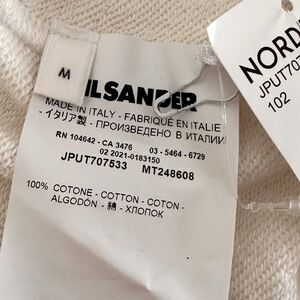 M
JIL SANDER
MADE IN ITALY - FABRIQUÉ EN ITALIE
- イタリア製 - ПРОИЗВЕДЕНО В ИТАЛИИ
RN 104642 - CA 3476 03 - 5464 - 6729
02 2021-0183150
JPUT707533 MT248608
100% COTONE - COTTON - COTON -
ALGODÓN - 綿 - ХЛОПОК
NORD
JPUT707
102